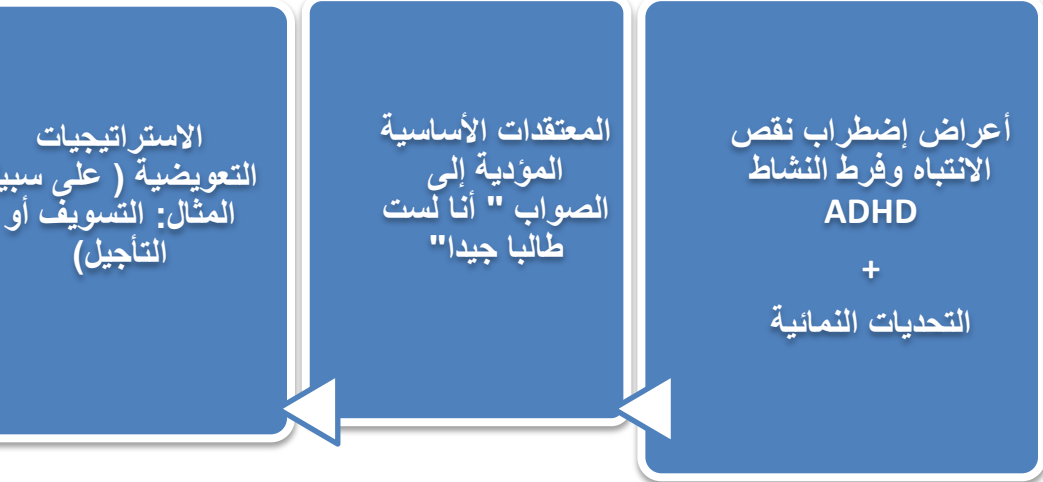 أعراض إضطراب نقص
الانتباه وفرط النشاط
ADHD
+
التحديات النمائية
المعتقدات الأساسية
المؤدية إلى
الصواب " أنا لست
طالبا جيدا"
الاستراتيجيات
التعويضية ( على سبي
المثال: التسويف أو
التأجيل)